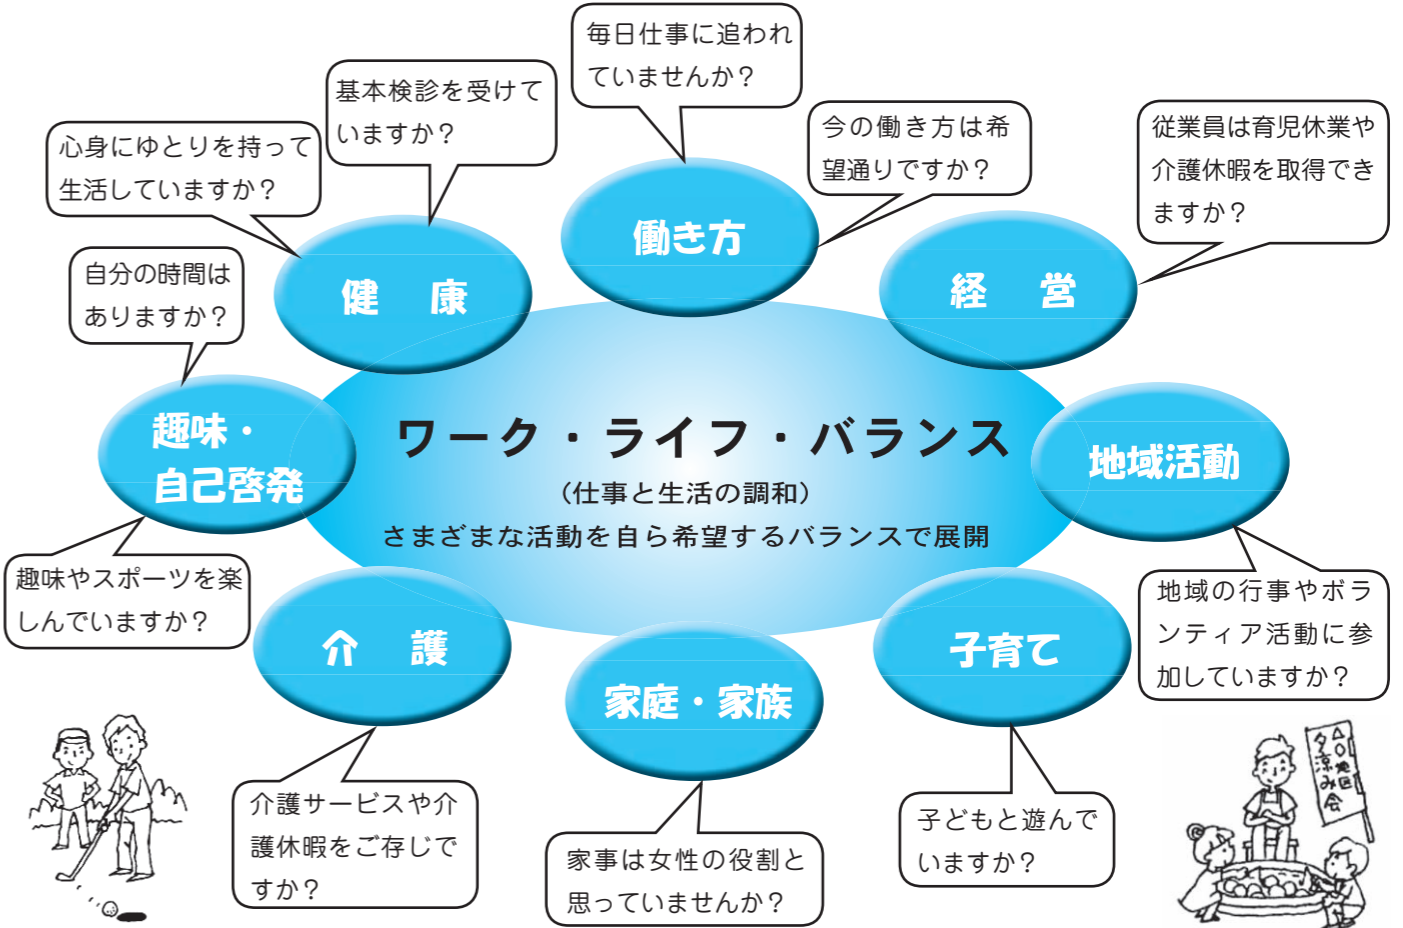 毎日仕事に追われ
ていませんか？
基本検診を受けて
いますか？
今の働き方は希
望通りですか？
従業員は育児休業や
介護休暇を取得でき
ますか？
心身にゆとりを持って
生活していますか？
働き方
健　康
経　営
自分の時間は
ありますか？
趣味・
自己啓発
ワーク・ライフ・バランス
（仕事と生活の調和）
さまざまな活動を自ら希望するバランスで展開
地域活動
趣味やスポーツを楽
しんでいますか？
介　護
家庭・家族
子育て
地域の行事やボラ
ンティア活動に参
加していますか？
介護サービスや介
護休暇をご存じで
すか？
家事は女性の役割と
思っていませんか？
子どもと遊んで
いますか？
△○地区
夕涼み会